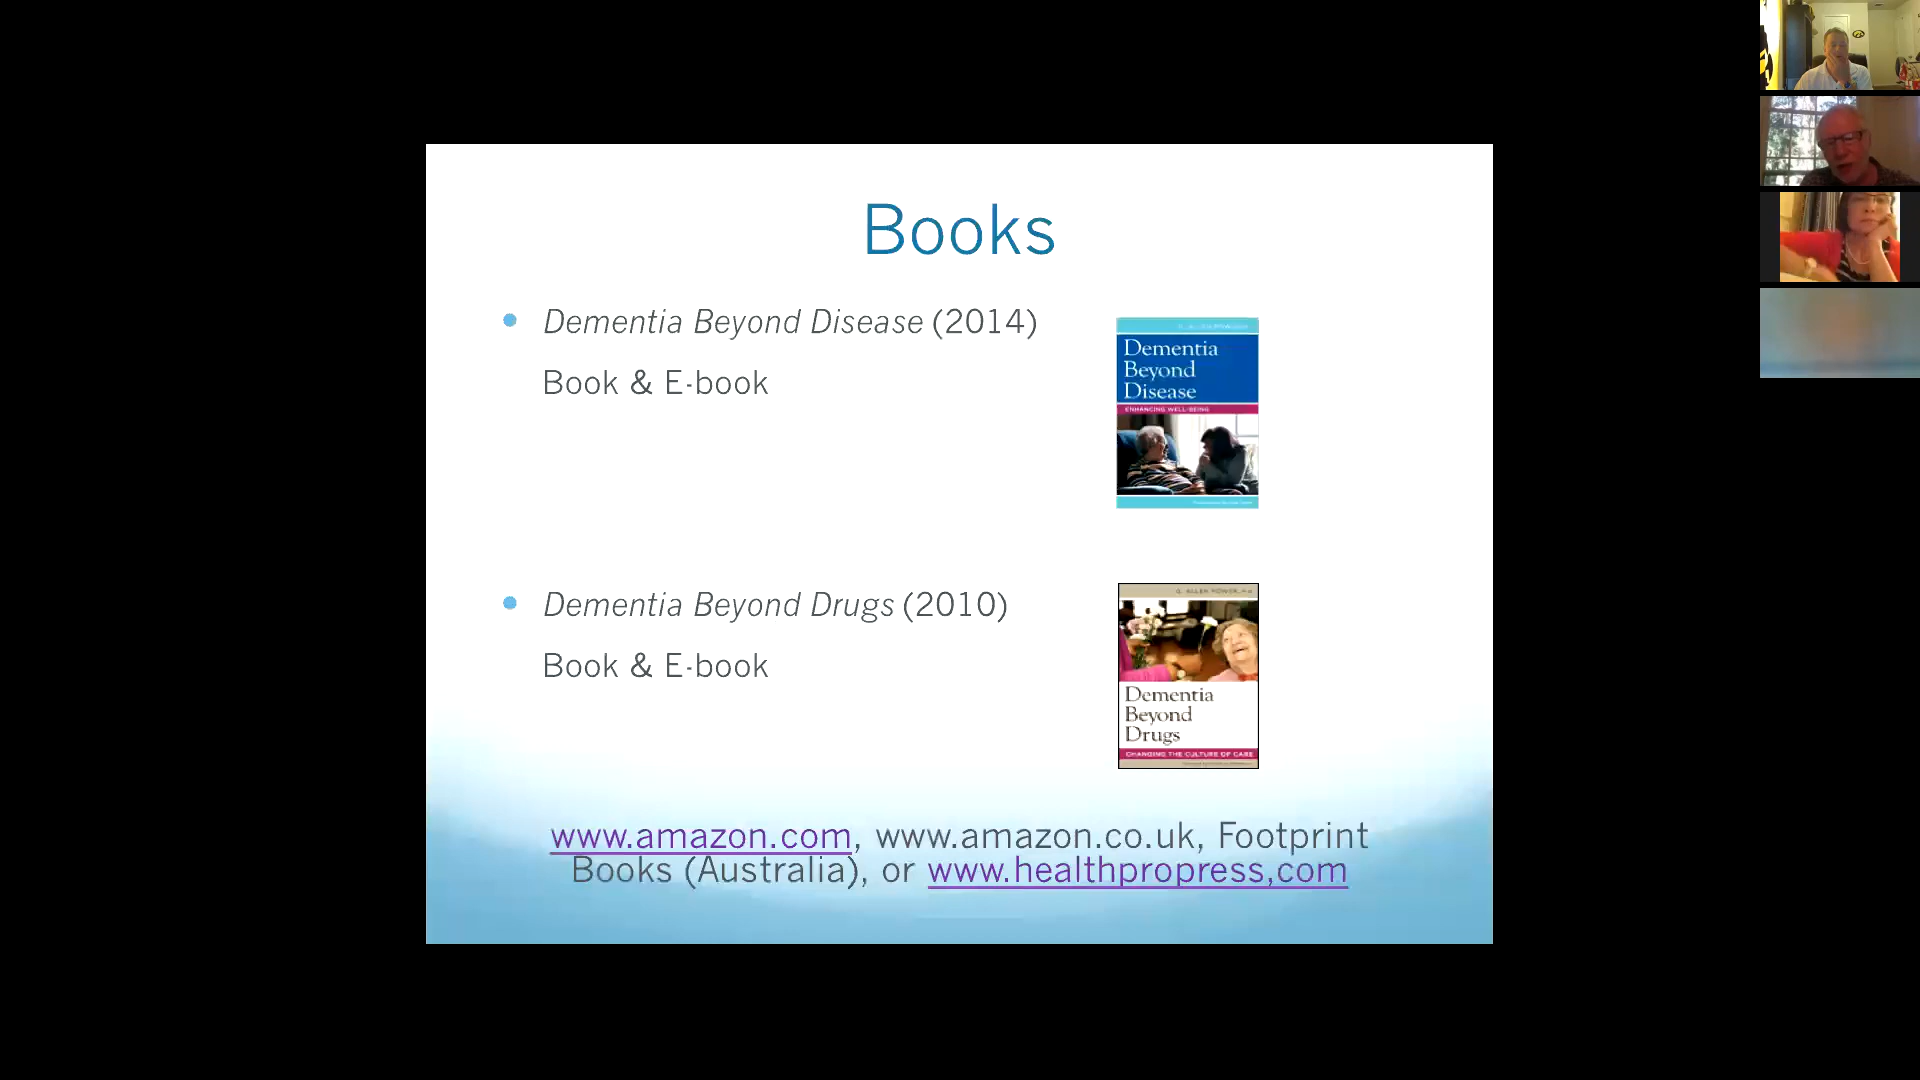 Books
Dementia Beyond Disease (2014)
Book & E-book
Dementia
Beyond
Disease
ENHANCING WELL-BEING
Dementia Beyond Drugs (2010)
Book & E-book
G. ALLEN POWER, M.D.
Dementia
Beyond
Drugs
CHANGING THE CULTURE OF CARE
www.amazon.com, www.amazon.co.uk, Footprint
Books (Australia), or www.healthpropress,com